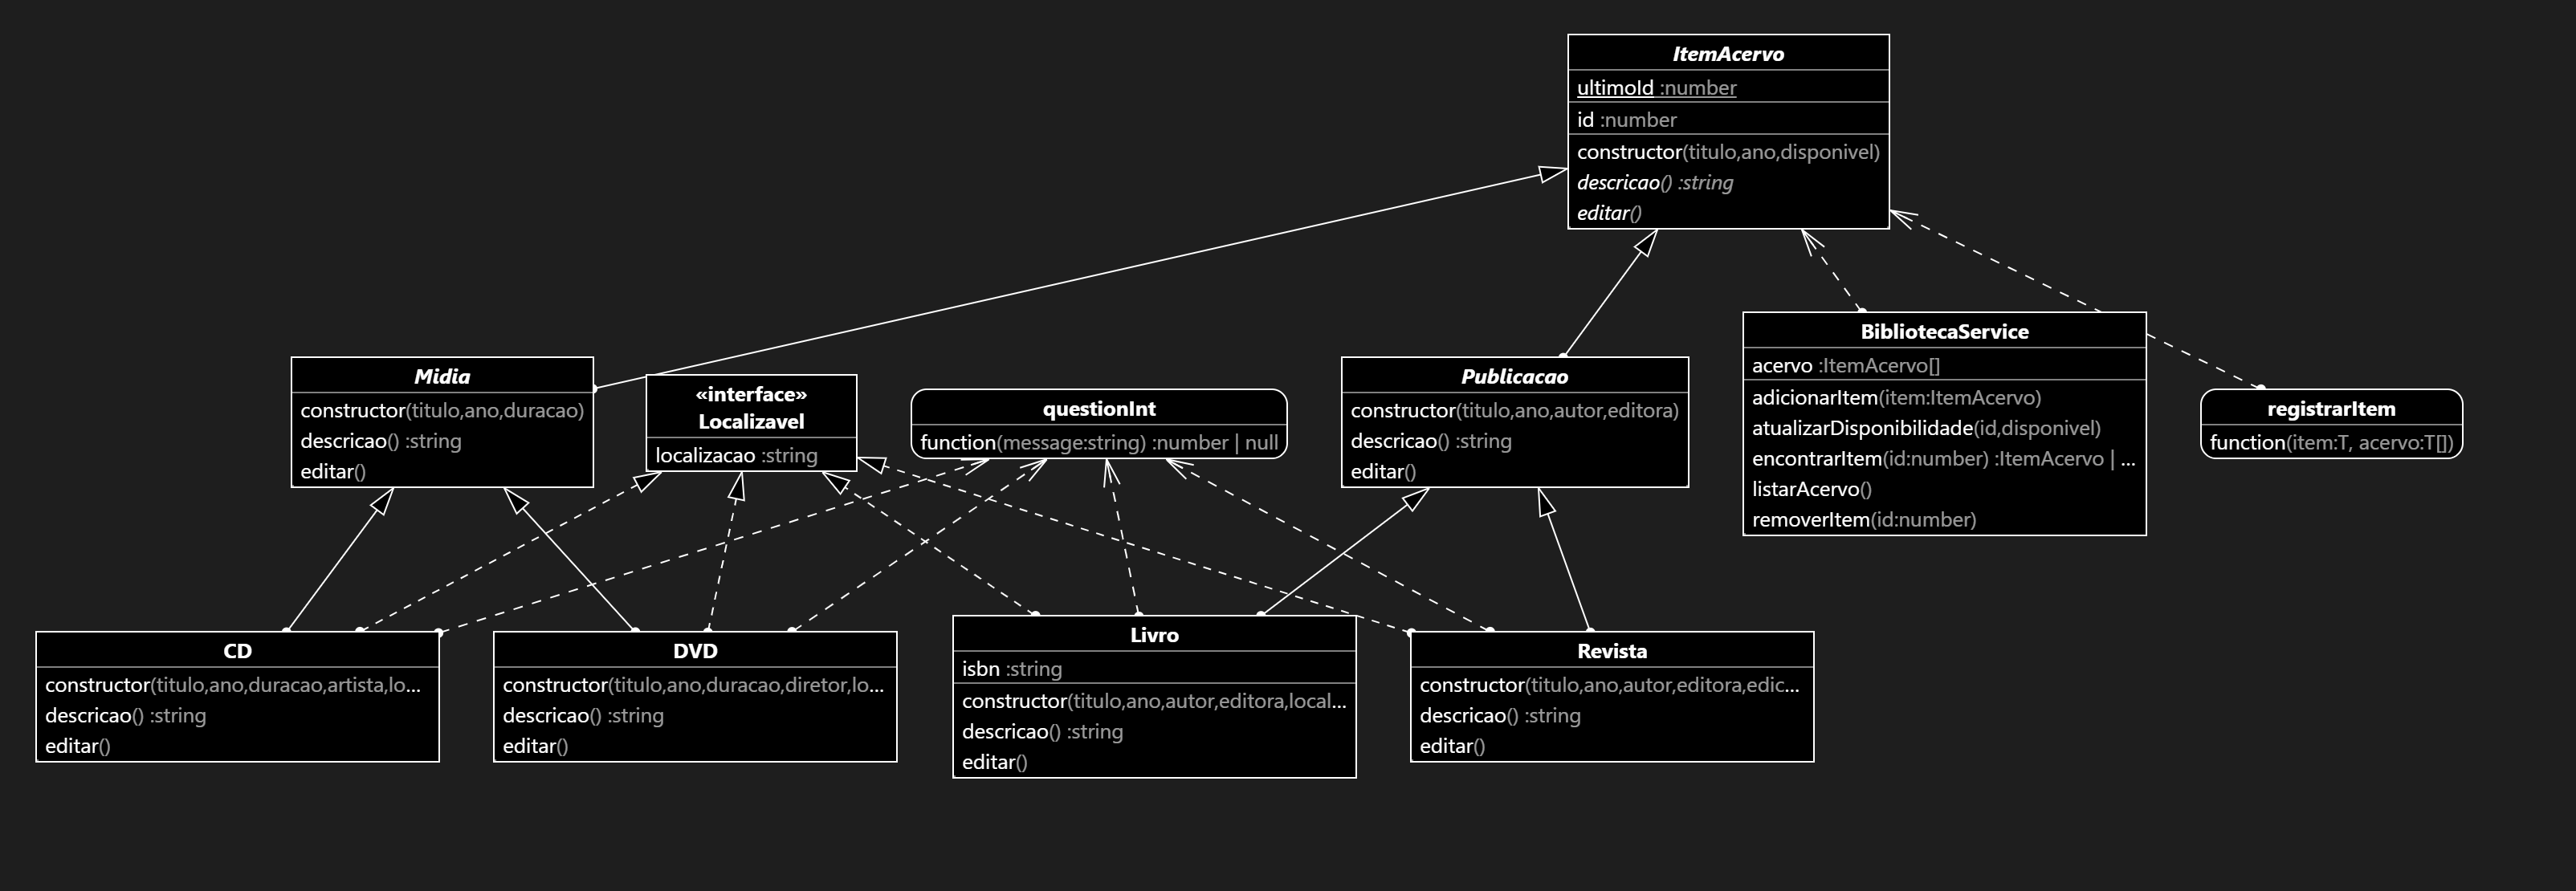 ItemAcervo
ultimoId :number
id :number
constructor(titulo,ano,disponivel)
descricao() :string
editar()
Midia
constructor(titulo,ano,duracao)
descricao() :string
editar()
«interface»
Localizavel
localizacao :string
questionInt
function(message:string) :number | null
Publicacao
constructor(titulo,ano,autor,editora)
descricao() :string
editar()
BibliotecaService
acervo :ItemAcervo[]
adicionarItem(item:ItemAcervo)
atualizarDisponibilidade(id,disponivel)
encontrarItem(id:number) :ItemAcervo | ...
listarAcervo()
removerItem(id:number)
registrarItem
function(item:T, acervo:T[])
CD
constructor(titulo,ano,duracao,artista,lo...
descricao() :string
editar()
DVD
constructor(titulo,ano,duracao,diretor,lo...
descricao() :string
editar()
Livro
isbn :string
constructor(titulo,ano,autor,editora,local...
descricao() :string
editar()
Revista
constructor(titulo,ano,autor,editora,edic...
descricao() :string
editar()